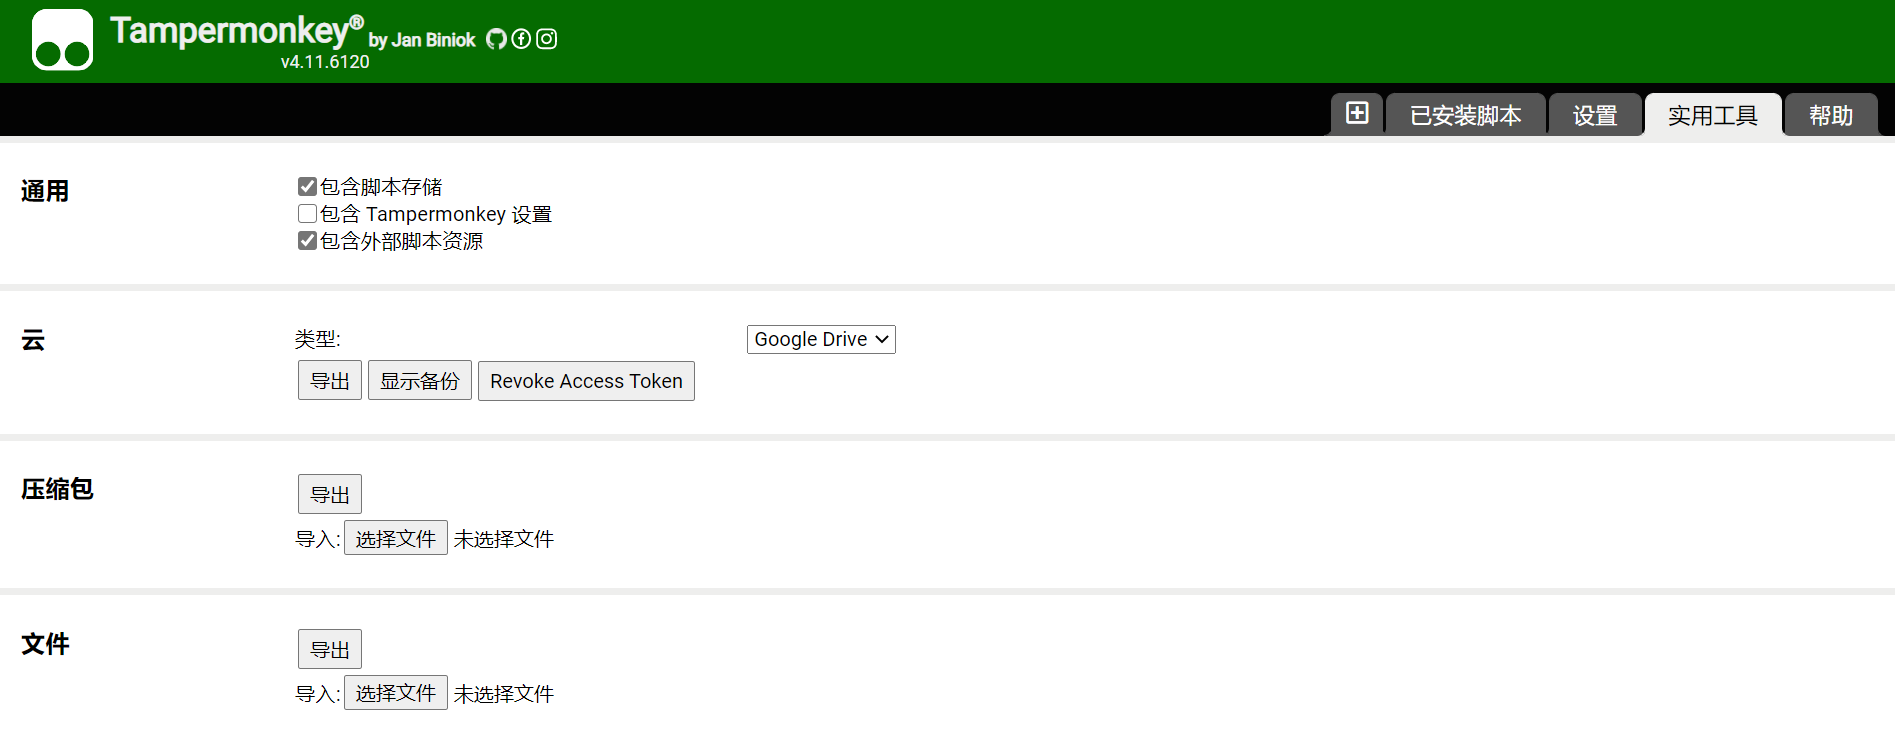 Tampermonkey® by Jan Biniok
v4.11.6120
已安装脚本 设置 实用工具 帮助
通用
包含脚本存储
包含 Tampermonkey 设置
包含外部脚本资源
云
类型: Google Drive
导出 显示备份 Revoke Access Token
压缩包
导出
导入: 选择文件 未选择文件
文件
导出
导入: 选择文件 未选择文件